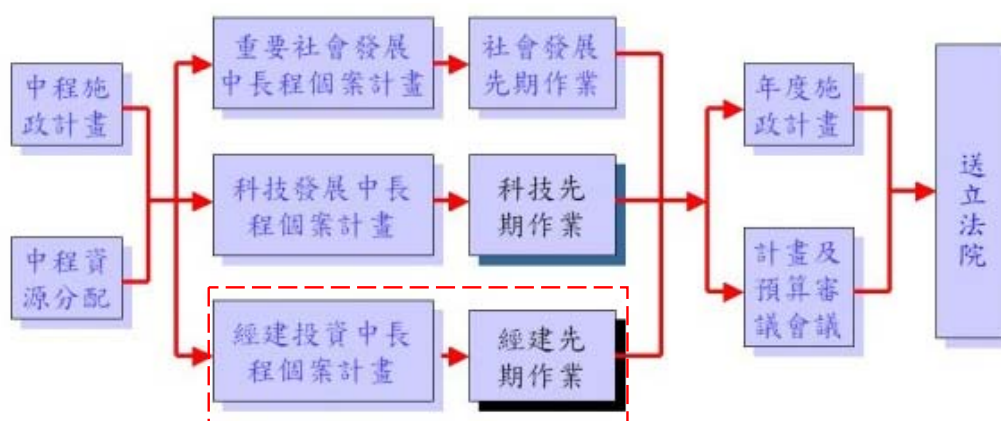 中程施
政計畫
中程資
源分配
重要社會發展
中長程個案計畫
科技發展中長
程個案計畫
經建投資中長
程個案計畫
社會發展
先期作業
科技先
期作業
經建先
期作業
年度施
政計畫
計畫及
預算審
議會議
送
立
法
院